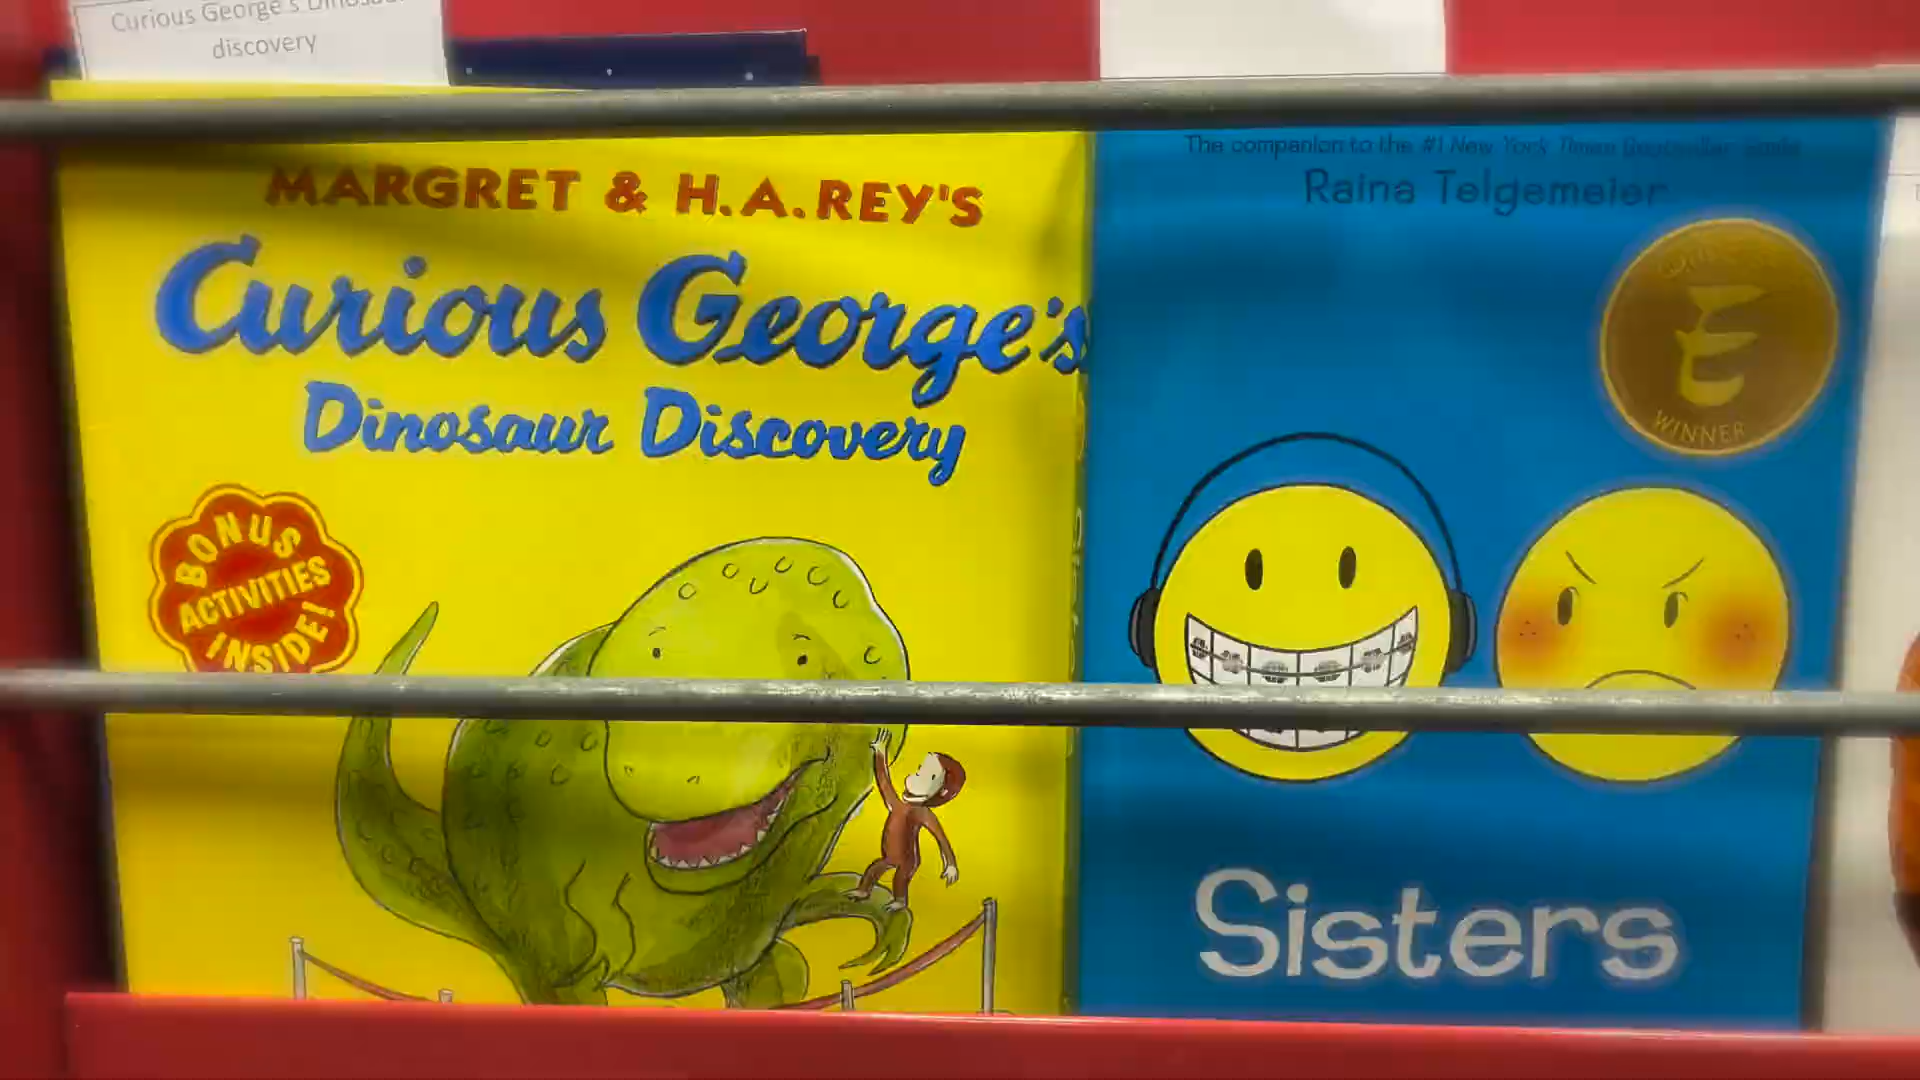 Curious George's Dinosaur
discovery
MARGRET & H.A.REY'S
Curious George's
Dinosaur Discovery
BONUS
ACTIVITIES
INSIDE!
The companion to the #1 New York Times Bestseller Smile
Raina Telgemeier
E
WINNER
Sisters